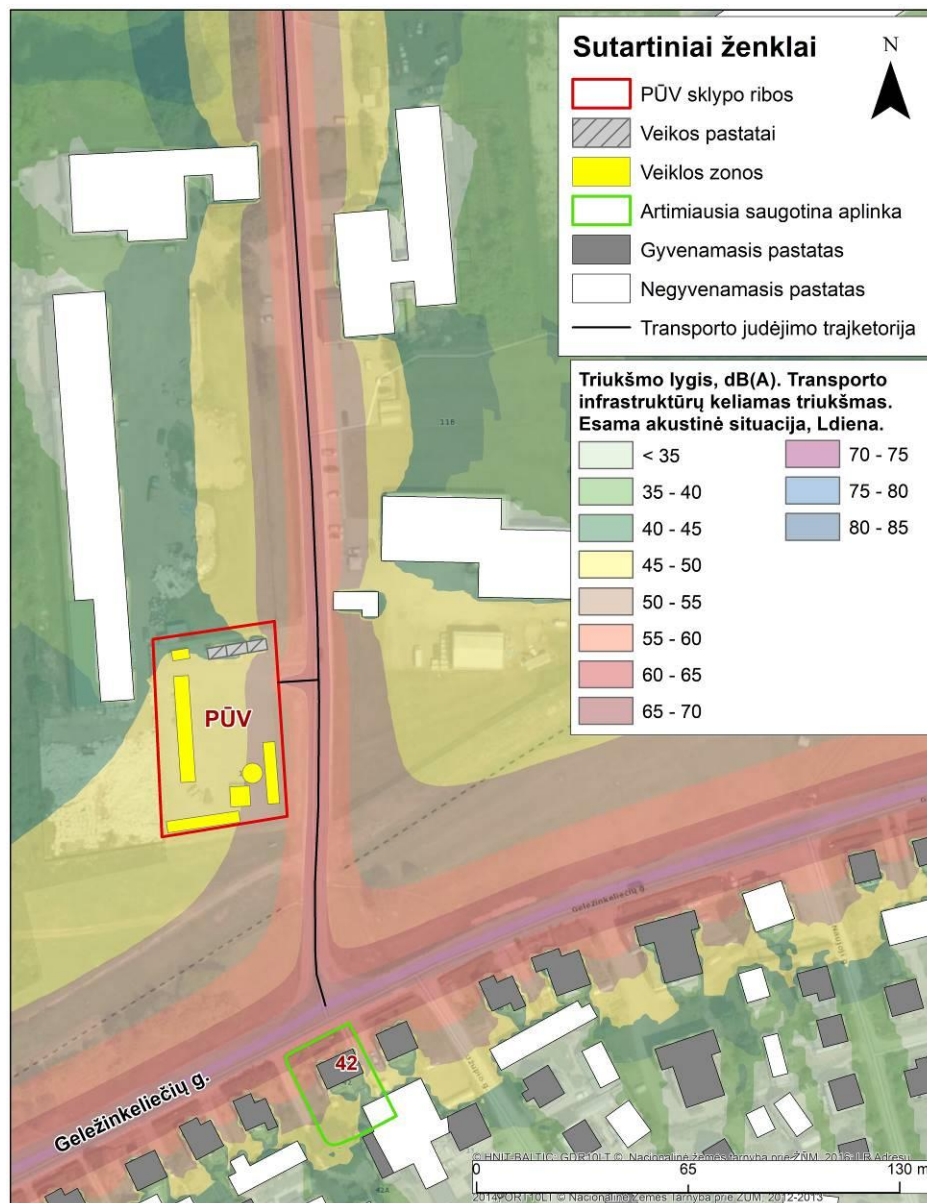 Sutartiniai ženklai
N
PŪV sklypo ribos
Veikos pastatai
Veiklos zonos
Artimiausia saugotina aplinka
Gyvenamasis pastatas
Negyvenamasis pastatas
Transporto judėjimo trajketorija
Triukšmo lygis, dB(A). Transporto
infrastruktūrų keliamas triukšmas.
Esama akustinė situacija, Ldiena.
< 35
35 - 40
40 - 45
45 - 50
50 - 55
55 - 60
60 - 65
65 - 70
70 - 75
75 - 80
80 - 85
11B
PŪV
Geležinkeliečių g.
42
Geležinkeliečių g.
42A
0 65 130 m